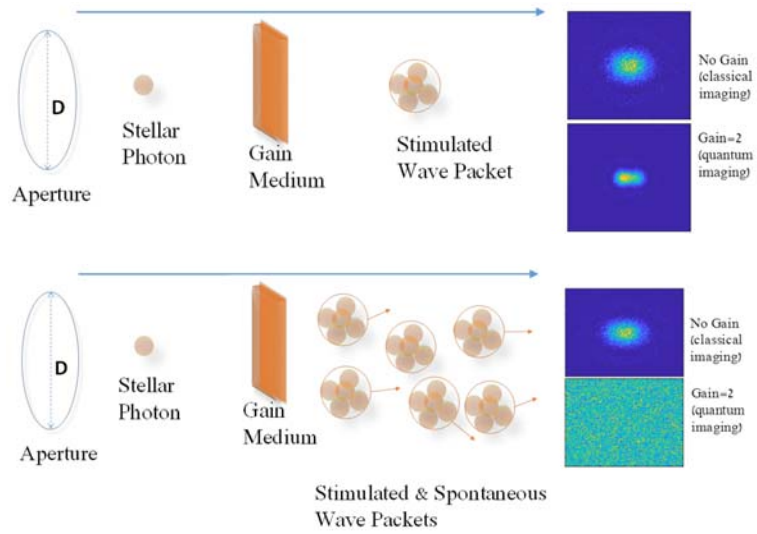 D
Aperture
Stellar
Photon
Gain
Medium
Stimulated
Wave Packet
No Gain
(classical
imaging)
Gain=2
(quantum
imaging)
D
Aperture
Stellar
Photon
Gain
Medium
Stimulated & Spontaneous
Wave Packets
No Gain
(classical
imaging)
Gain=2
(quantum
imaging)